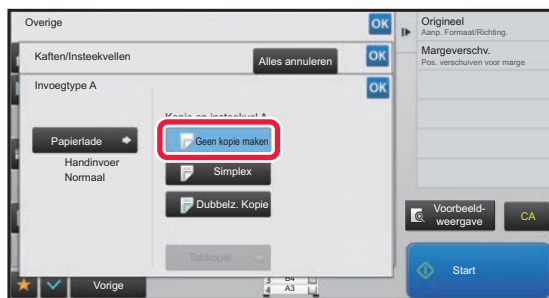 Overige
OK
Kaften/Insteekvellen
Alles annuleren
OK
Invoegtype A
OK
Kopie op insteekvel A
Papierlade
Handinvoer
Normaal
Geen kopie maken
Simplex
Dubbelz. Kopie
Tabkopie
Vorige
B4
4 A3
Origineel
Aanp. Formaat/Richting.
Margeverschv.
Pos. verschuiven voor marge
Voorbeeld-
weergave
CA
Start